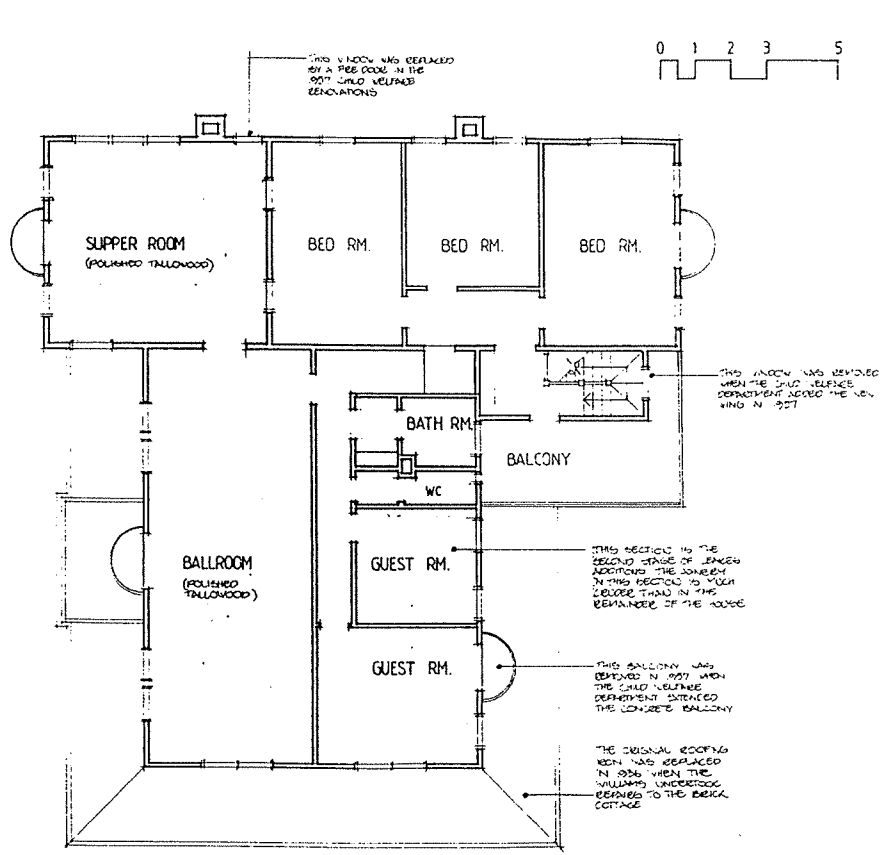 THIS WINDOW WAS REPLACED
BY A FIRE DOOR IN THE
1937 CHILD WELFARE
RENOVATIONS
0 1 2 3 5
SUPPER ROOM
(POLISHED TALLOWOOD)
BED RM.
BED RM.
BED RM.
THIS WINDOW WAS REMOVED
WHEN THE CHILD WELFARE
DEPARTMENT ADDED THE NEW
WING IN 1937
BATH RM.
BALCONY
WC
BALLROOM
(POLISHED
TALLOWOOD)
GUEST RM.
THIS SECTION IS THE
SECOND STAGE OF
ADDITIONS THE JOINERY
IN THIS SECTION IS MUCH
CRUDER THAN IN THE
REMAINDER OF THE HOUSE
GUEST RM.
THIS BALCONY WAS
REMOVED IN 1937 WHEN
THE CHILD WELFARE
DEPARTMENT EXTENDED
THE CONCRETE BALCONY
THE ORIGINAL ROOFING
IRON WAS REPLACED
IN 1936 WHEN THE
WILLIAMS UNDERTOOK
REPAIRS TO THE BRICK
COTTAGE